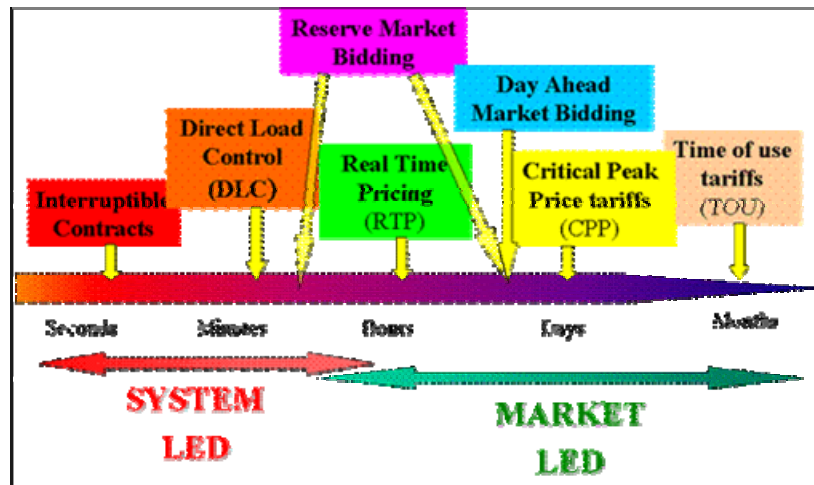 Reserve Market
Bidding
Day Ahead
Market Bidding
Direct Load
Control
(DLC)
Real Time
Pricing
(RTP)
Critical Peak
Price tariffs
(CPP)
Time of use
tariffs
(TOU)
Interruptible
Contracts
Seconds
Minutes
Hours
Days
Months
SYSTEM
LED
MARKET
LED